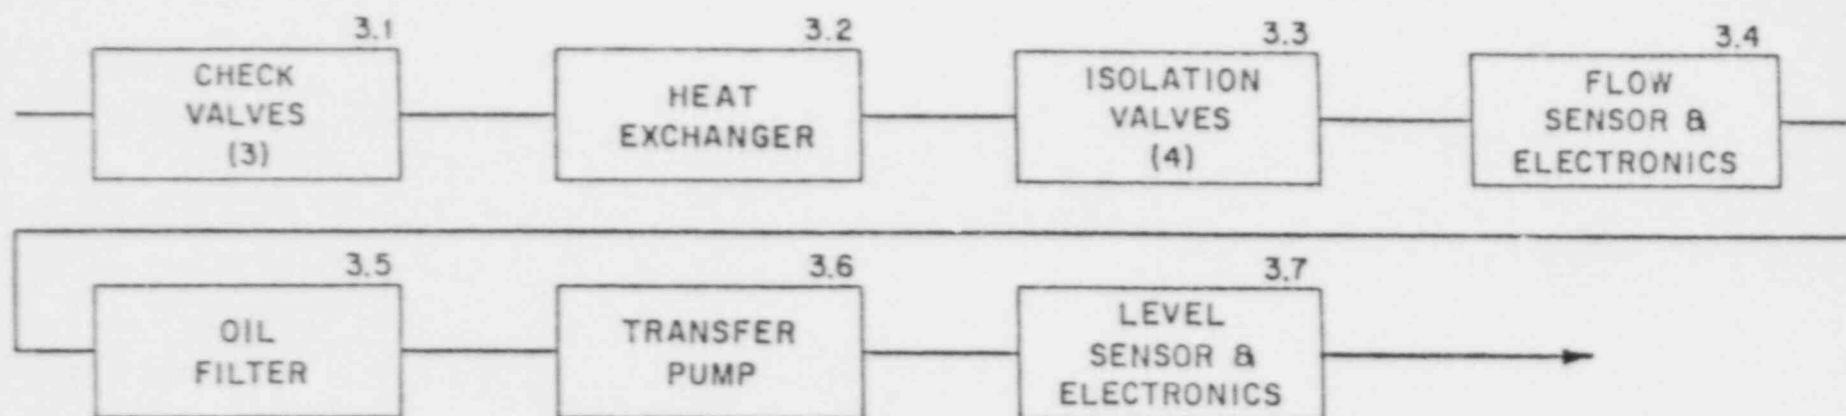 3.1
CHECK
VALVES
(3)
3.2
HEAT
EXCHANGER
3.3
ISOLATION
VALVES
(4)
3.4
FLOW
SENSOR &
ELECTRONICS
3.5
OIL
FILTER
3.6
TRANSFER
PUMP
3.7
LEVEL
SENSOR &
ELECTRONICS